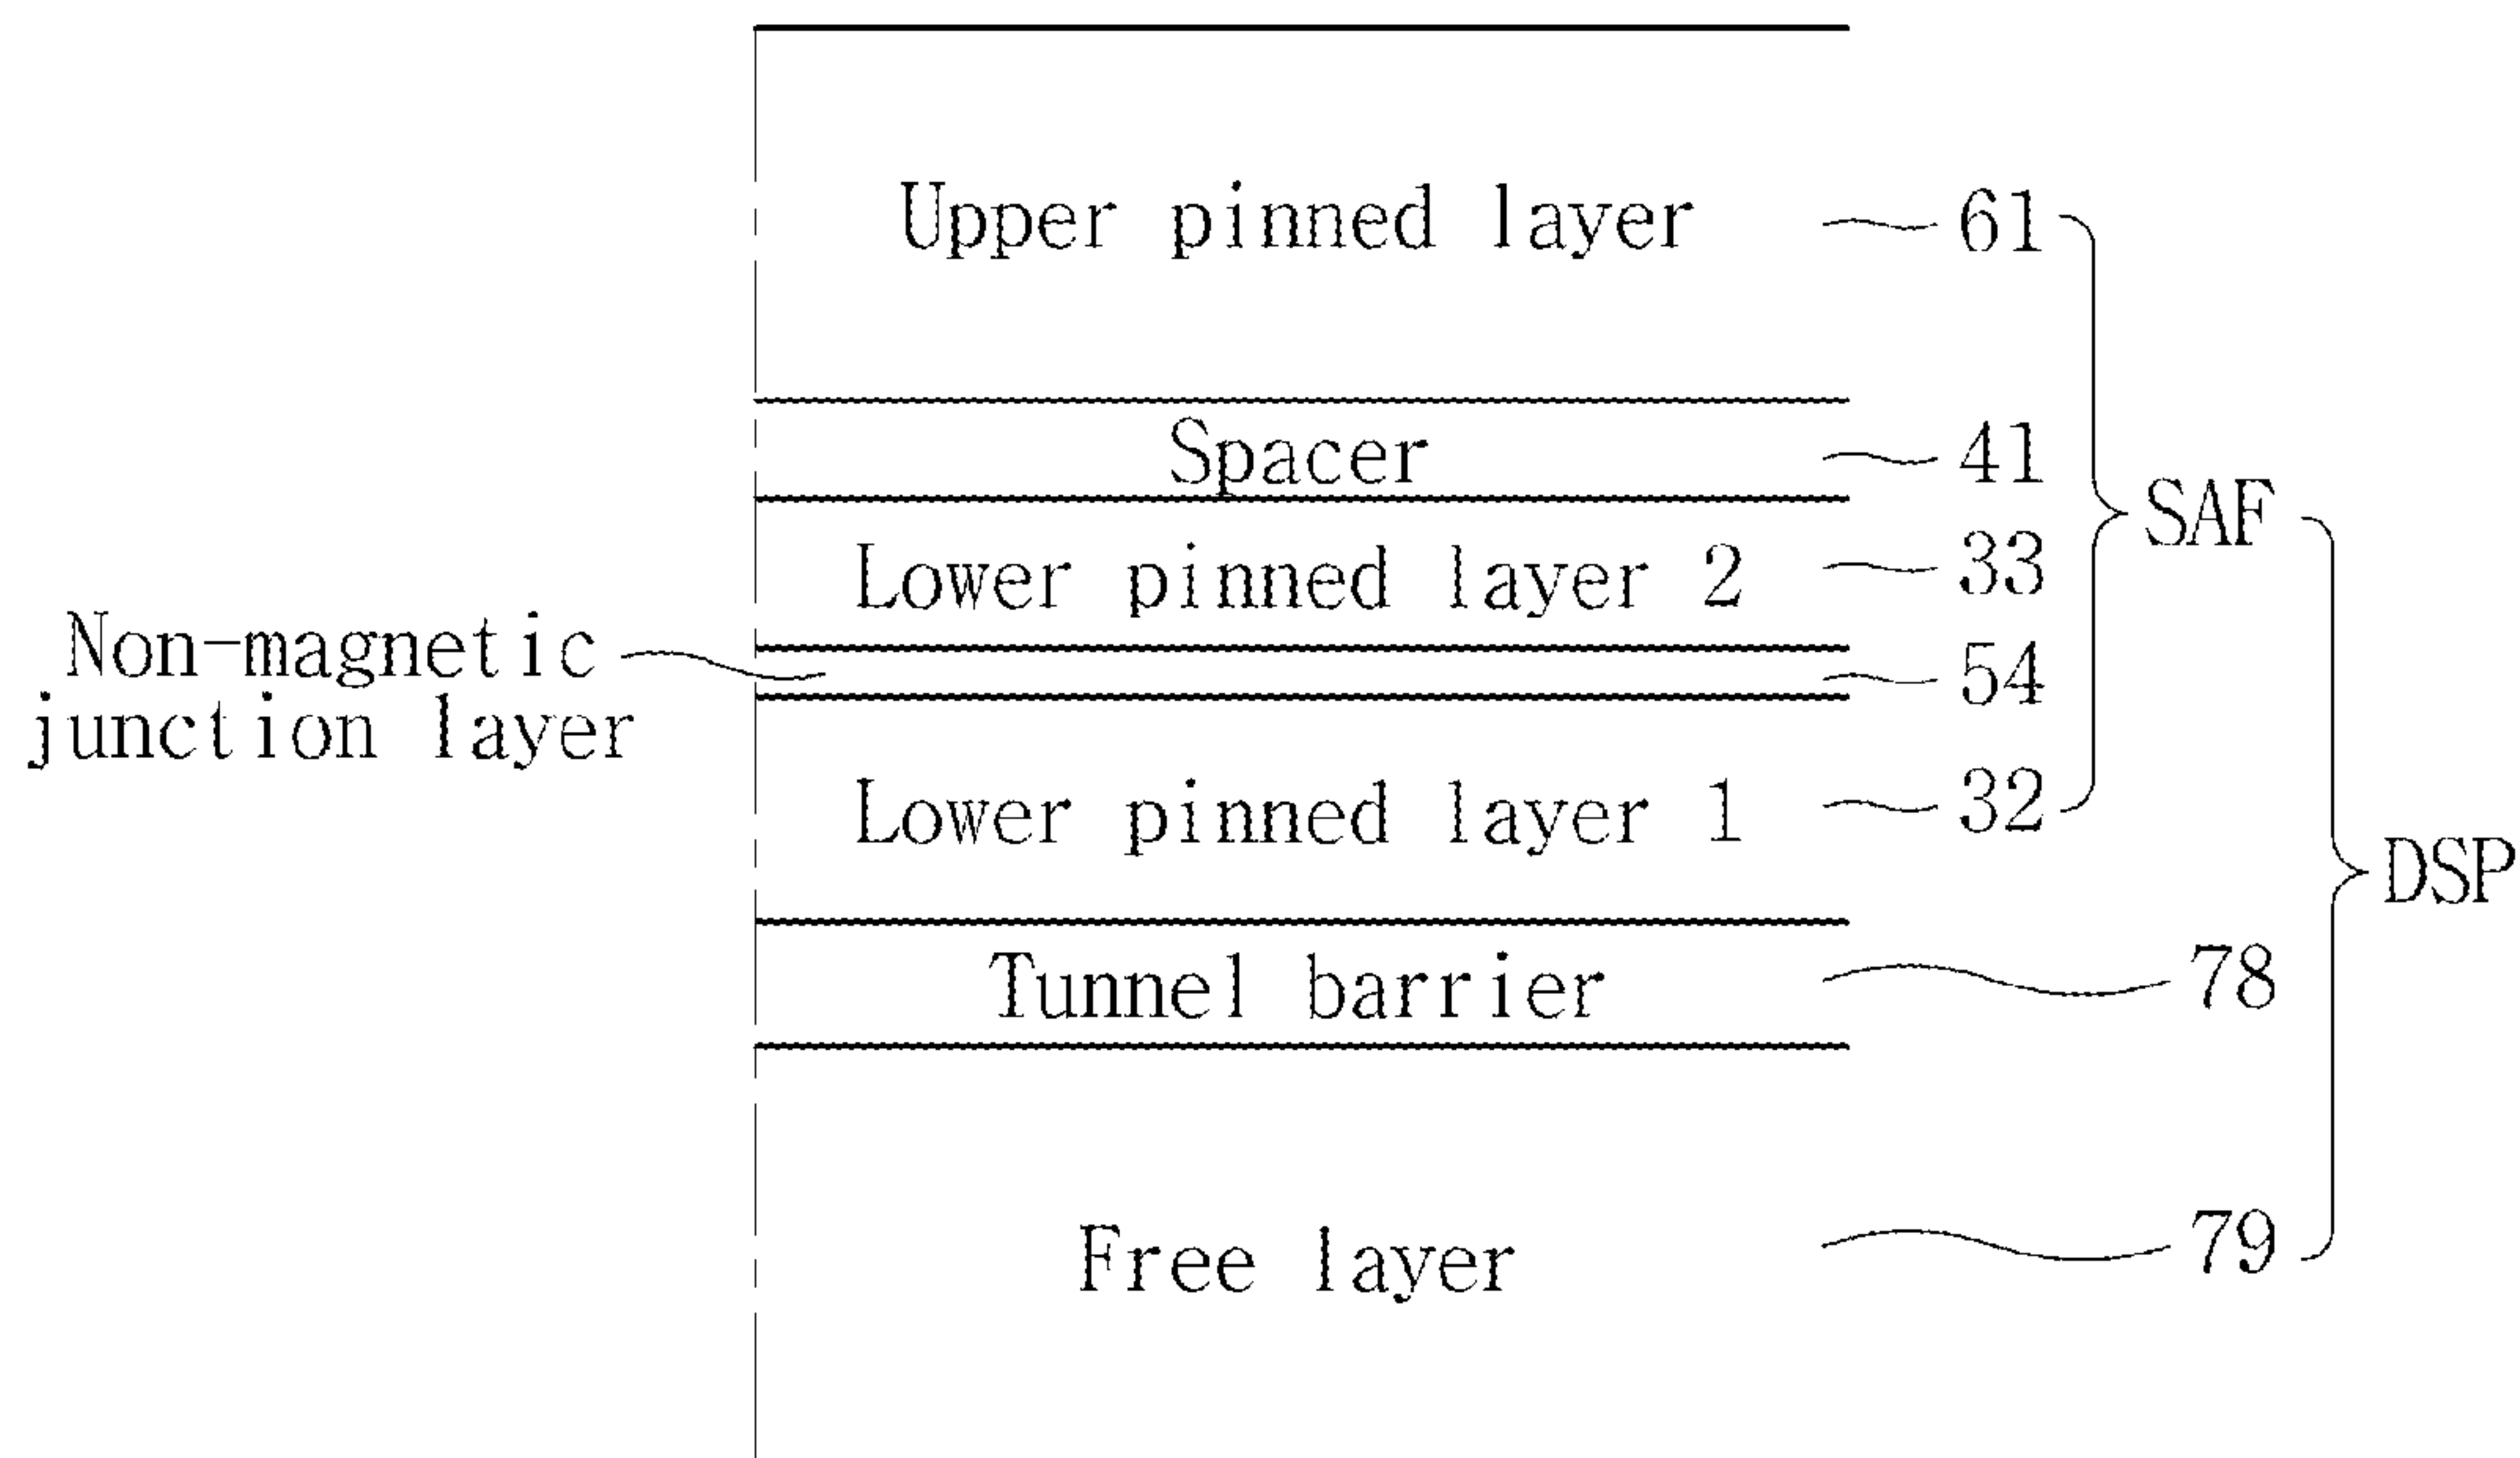 Upper pinned layer 61
Spacer 41
SAF
Lower pinned layer 2 33
Non-magnetic
junction layer
54
Lower pinned layer 1 32
DSP
Tunnel barrier 78
Free layer 79